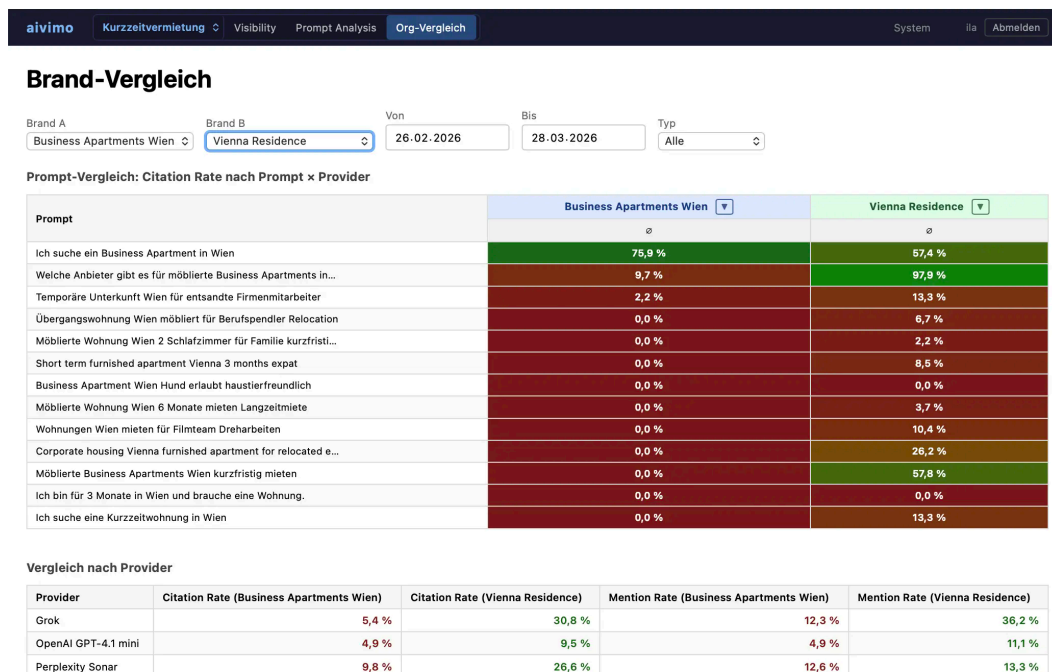 aivimo Kurzzeitvermietung Visibility Prompt Analysis Org-Vergleich System ila Abmelden
Brand-Vergleich
Brand A Brand B Von Bis Typ
Business Apartments Wien Vienna Residence 26.02.2026 28.03.2026 Alle
Prompt-Vergleich: Citation Rate nach Prompt × Provider
Prompt Business Apartments Wien ▼ Vienna Residence ▼
⌀ ⌀
Ich suche ein Business Apartment in Wien 75,9 % 57,4 %
Welche Anbieter gibt es für möblierte Business Apartments in... 9,7 % 97,9 %
Temporäre Unterkunft Wien für entsandte Firmenmitarbeiter 2,2 % 13,3 %
Übergangswohnung Wien möbliert für Berufspendler Relocation 0,0 % 6,7 %
Möblierte Wohnung Wien 2 Schlafzimmer für Familie kurzfristi... 0,0 % 2,2 %
Short term furnished apartment Vienna 3 months expat 0,0 % 8,5 %
Business Apartment Wien Hund erlaubt haustierfreundlich 0,0 % 0,0 %
Möblierte Wohnung Wien 6 Monate mieten Langzeitmiete 0,0 % 3,7 %
Wohnungen Wien mieten für Filmteam Dreharbeiten 0,0 % 10,4 %
Corporate housing Vienna furnished apartment for relocated e... 0,0 % 26,2 %
Möblierte Business Apartments Wien kurzfristig mieten 0,0 % 57,8 %
Ich bin für 3 Monate in Wien und brauche eine Wohnung. 0,0 % 0,0 %
Ich suche eine Kurzzeitwohnung in Wien 0,0 % 13,3 %
Vergleich nach Provider
Provider Citation Rate (Business Apartments Wien) Citation Rate (Vienna Residence) Mention Rate (Business Apartments Wien) Mention Rate (Vienna Residence)
Grok 5,4 % 30,8 % 12,3 % 36,2 %
OpenAI GPT-4.1 mini 4,9 % 9,5 % 4,9 % 11,1 %
Perplexity Sonar 9,8 % 26,6 % 12,6 % 13,3 %